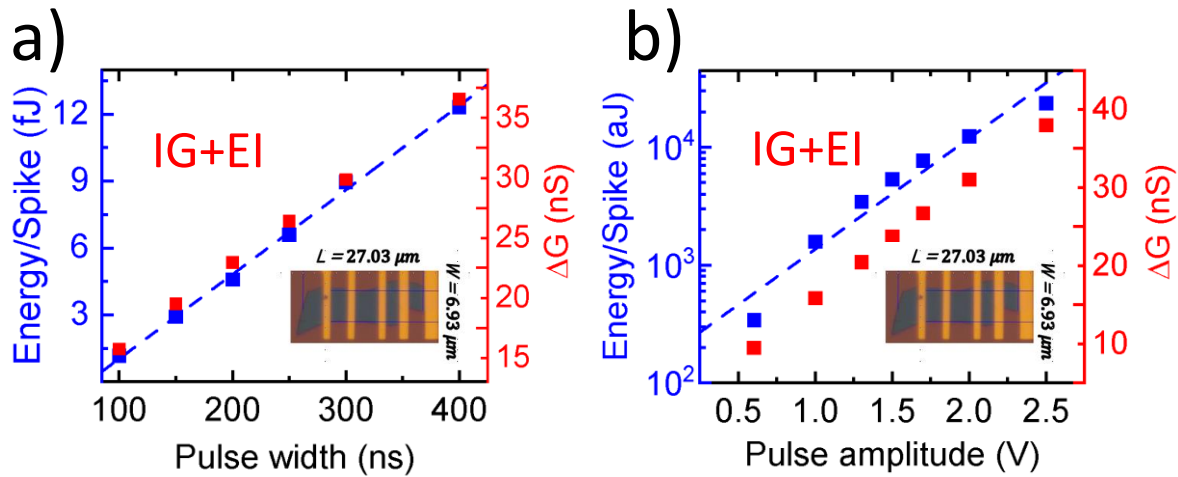 a)
Energy/Spike (fJ)
12
9
6
3
IG+EI
L = 27.03 μm
W = 6.93 μm
35
30
25
20
15
ΔG (nS)
100 200 300 400
Pulse width (ns)
b)
Energy/Spike (aJ)
10⁴
10³
10²
IG+EI
L = 27.03 μm
W = 6.93 μm
40
30
20
10
ΔG (nS)
0.5 1.0 1.5 2.0 2.5
Pulse amplitude (V)